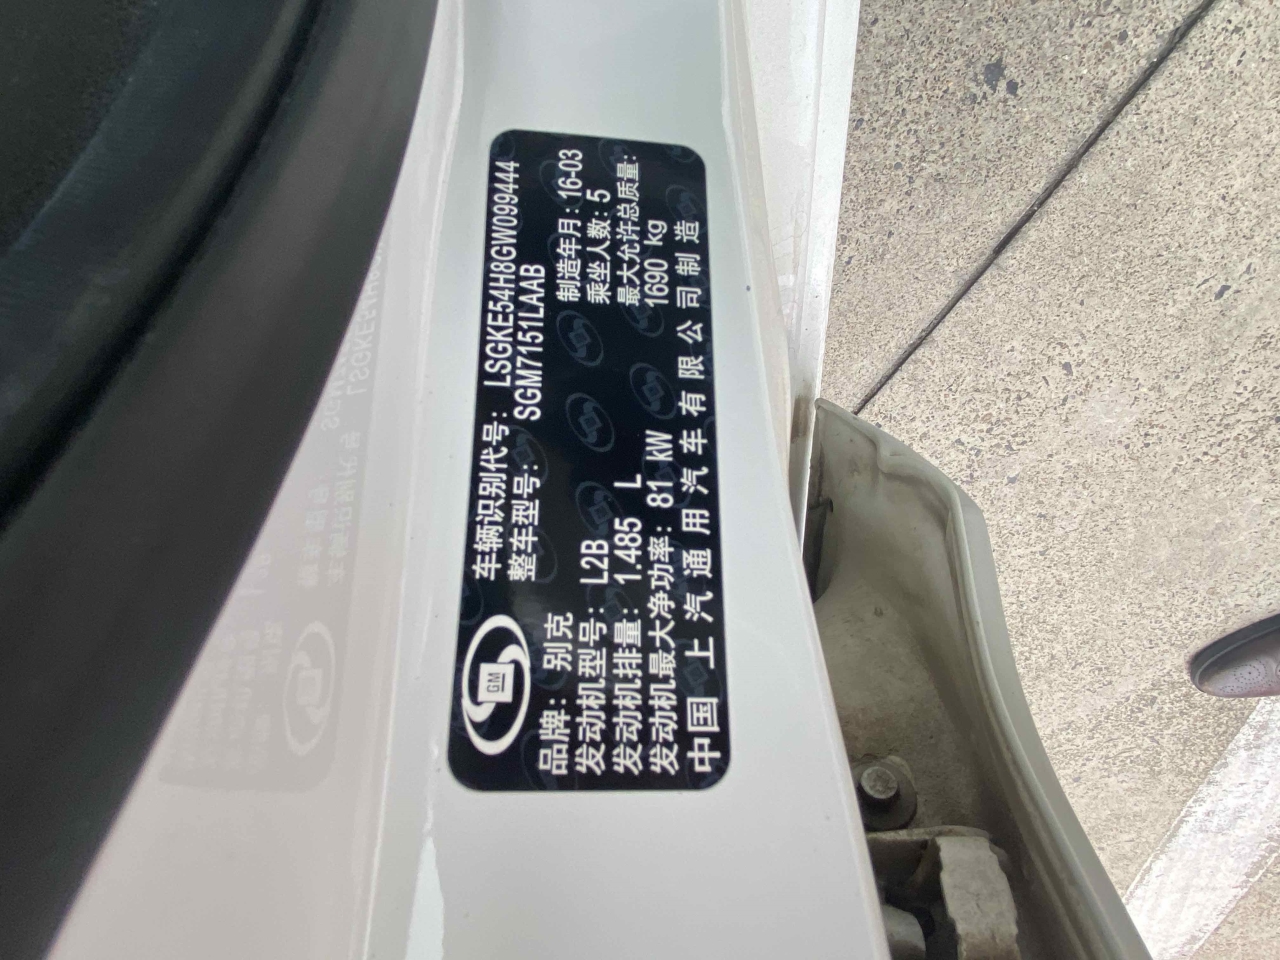 车辆识别代号: LSGKE54H8GW099444
整车型号: SGM7151LAAB
GM
品牌: 别克
发动机型号: L2B 制造年月: 16-03
发动机排量: 1.485 L 乘坐人数: 5
发动机最大净功率: 81 kW 最大允许总质量: 1690 kg
中国上汽通用汽车有限公司制造